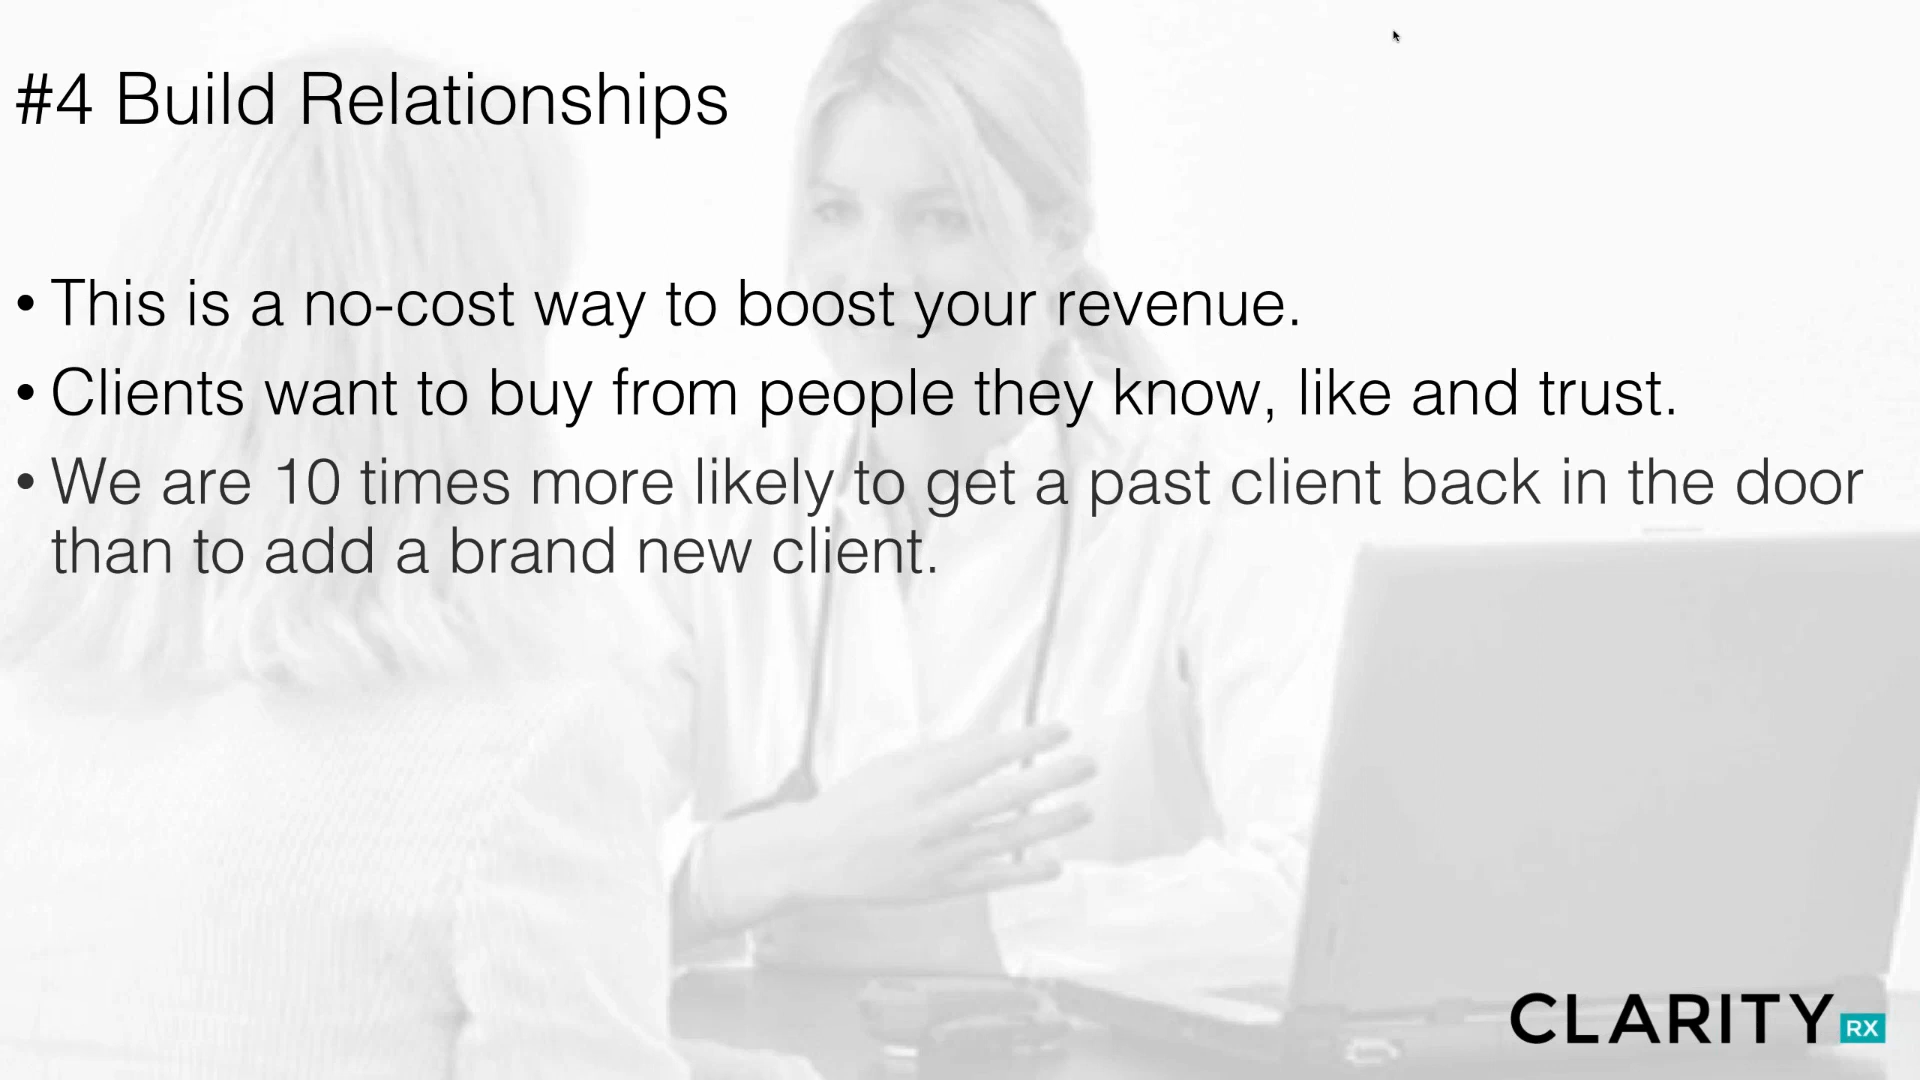 #4 Build Relationships
• This is a no-cost way to boost your revenue.
• Clients want to buy from people they know, like and trust.
• We are 10 times more likely to get a past client back in the door
than to add a brand new client.
CLARITY RX